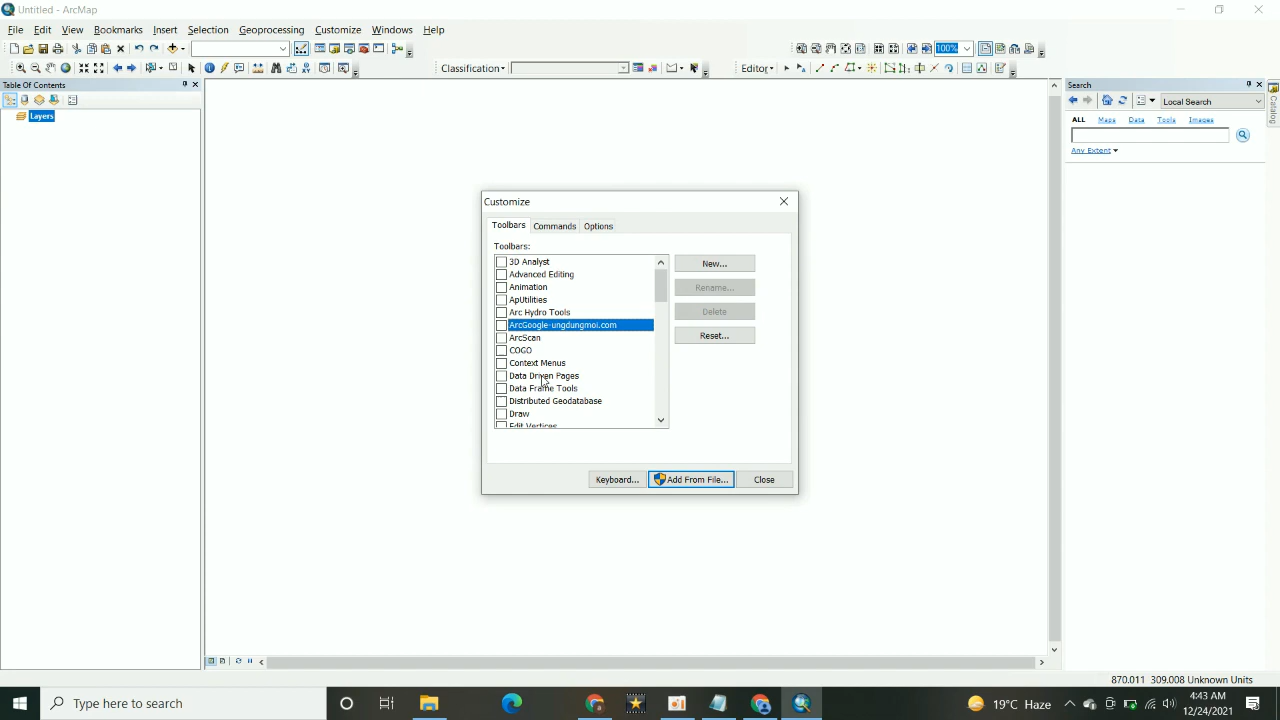 Untitled - ArcMap
File Edit View Bookmarks Insert Selection Geoprocessing Customize Windows Help
100%
Classification
Editor
Table Of Contents
Layers
Search
Local Search
ALL Maps Data Tools Images
Any Extent
Catalog
Customize
Toolbars Commands Options
Toolbars:
3D Analyst
Advanced Editing
Animation
ApUtilities
Arc Hydro Tools
ArcGoogle-ungdungmoi.com
ArcScan
COGO
Context Menus
Data Driven Pages
Data Frame Tools
Distributed Geodatabase
Draw
Edit Vertices
New...
Rename...
Delete
Reset...
Keyboard... Add From File... Close
870.011 309.008 Unknown Units
Type here to search
19°C Haze
4:43 AM
12/24/2021